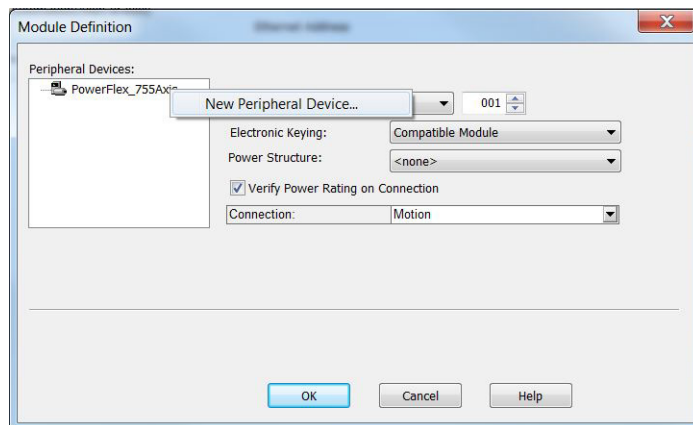 Module Definition
Peripheral Devices:
PowerFlex_755Axis
New Peripheral Device...
001
Electronic Keying:
Compatible Module
Power Structure:
<none>
Verify Power Rating on Connection
Connection:
Motion
OK
Cancel
Help